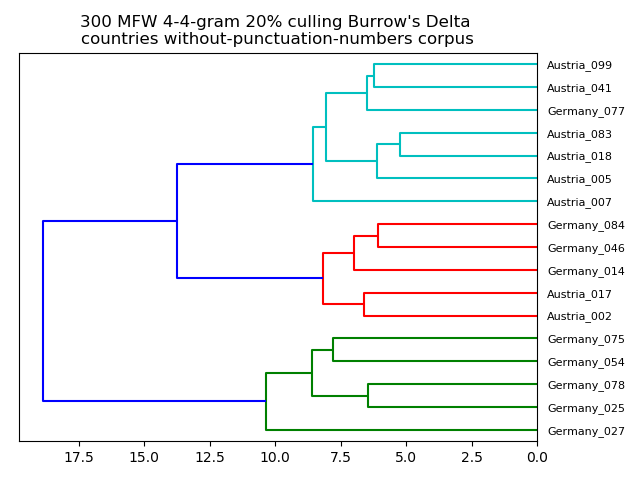 300 MFW 4-4-gram 20% culling Burrow's Delta
countries without-punctuation-numbers corpus
Austria_099
Austria_041
Germany_077
Austria_083
Austria_018
Austria_005
Austria_007
Germany_084
Germany_046
Germany_014
Austria_017
Austria_002
Germany_075
Germany_054
Germany_078
Germany_025
Germany_027
17.5 15.0 12.5 10.0 7.5 5.0 2.5 0.0